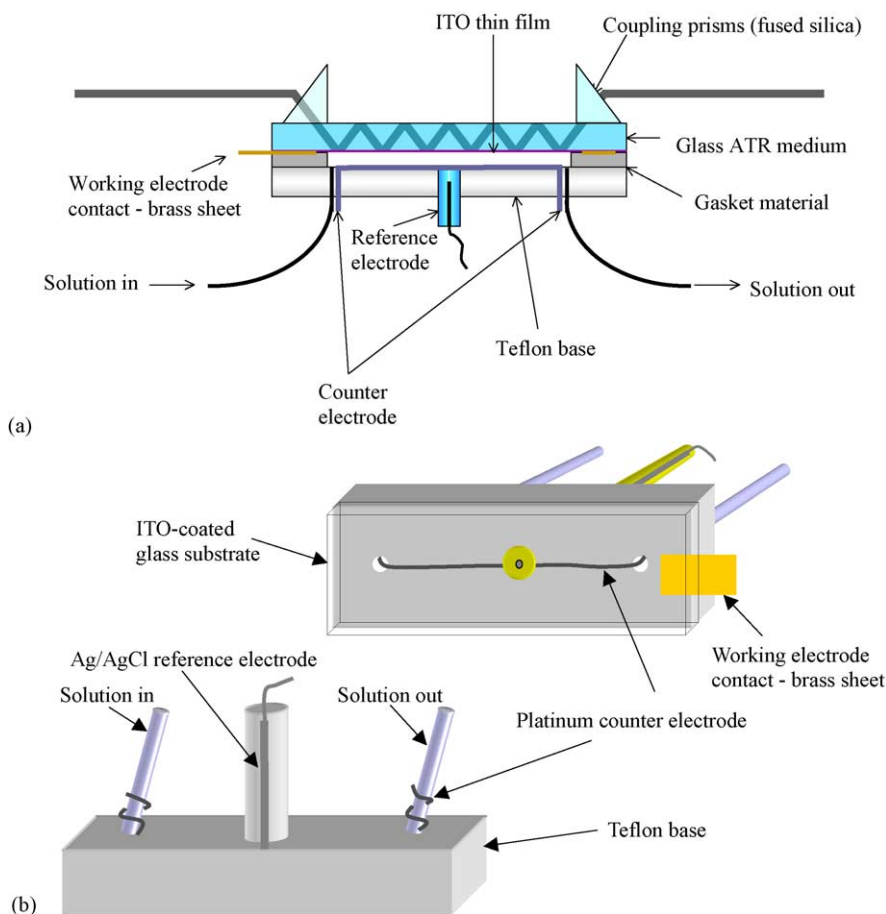 ITO thin film
Coupling prisms (fused silica)
Glass ATR medium
Working electrode
contact - brass sheet
Gasket material
Reference
electrode
Solution in
Solution out
Teflon base
Counter
electrode
(a)
ITO-coated
glass substrate
Working electrode
contact - brass sheet
Ag/AgCl reference electrode
Solution in
Solution out
Platinum counter electrode
Teflon base
(b)